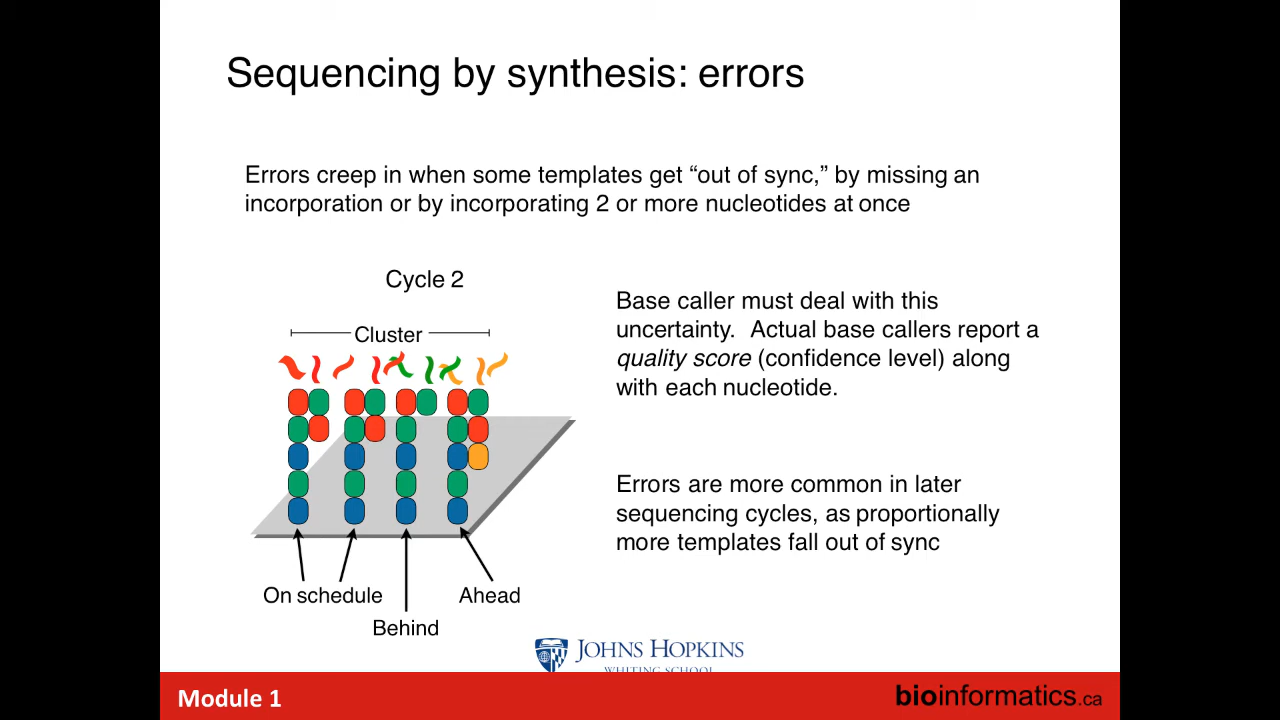 Sequencing by synthesis: errors
Errors creep in when some templates get “out of sync,” by missing an
incorporation or by incorporating 2 or more nucleotides at once
Cycle 2
Cluster
On schedule
Behind
Ahead
Base caller must deal with this
uncertainty.  Actual base callers report a
quality score (confidence level) along
with each nucleotide.
Errors are more common in later
sequencing cycles, as proportionally
more templates fall out of sync
JOHNS HOPKINS
WHITING SCHOOL
Module 1
bioinformatics.ca